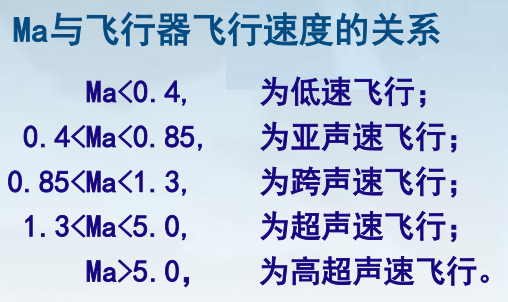 Ma与飞行器飞行速度的关系
Ma<0.4, 为低速飞行；
0.4<Ma<0.85, 为亚声速飞行；
0.85<Ma<1.3, 为跨声速飞行；
1.3<Ma<5.0, 为超声速飞行；
Ma>5.0， 为高超声速飞行。